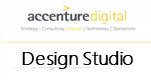 accenturedigital
Strategy | Consulting | Digital | Technology | Operations
Design Studio